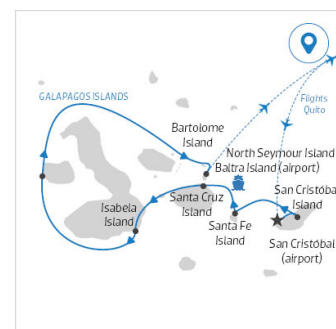 GALAPAGOS ISLANDS
Flights
Quito
Bartolome
Island
North Seymour Island
Baltra Island (airport)
San Cristóbal
Island
Santa Cruz
Island
Isabela
Island
Santa Fe
Island
San Cristóbal
(airport)